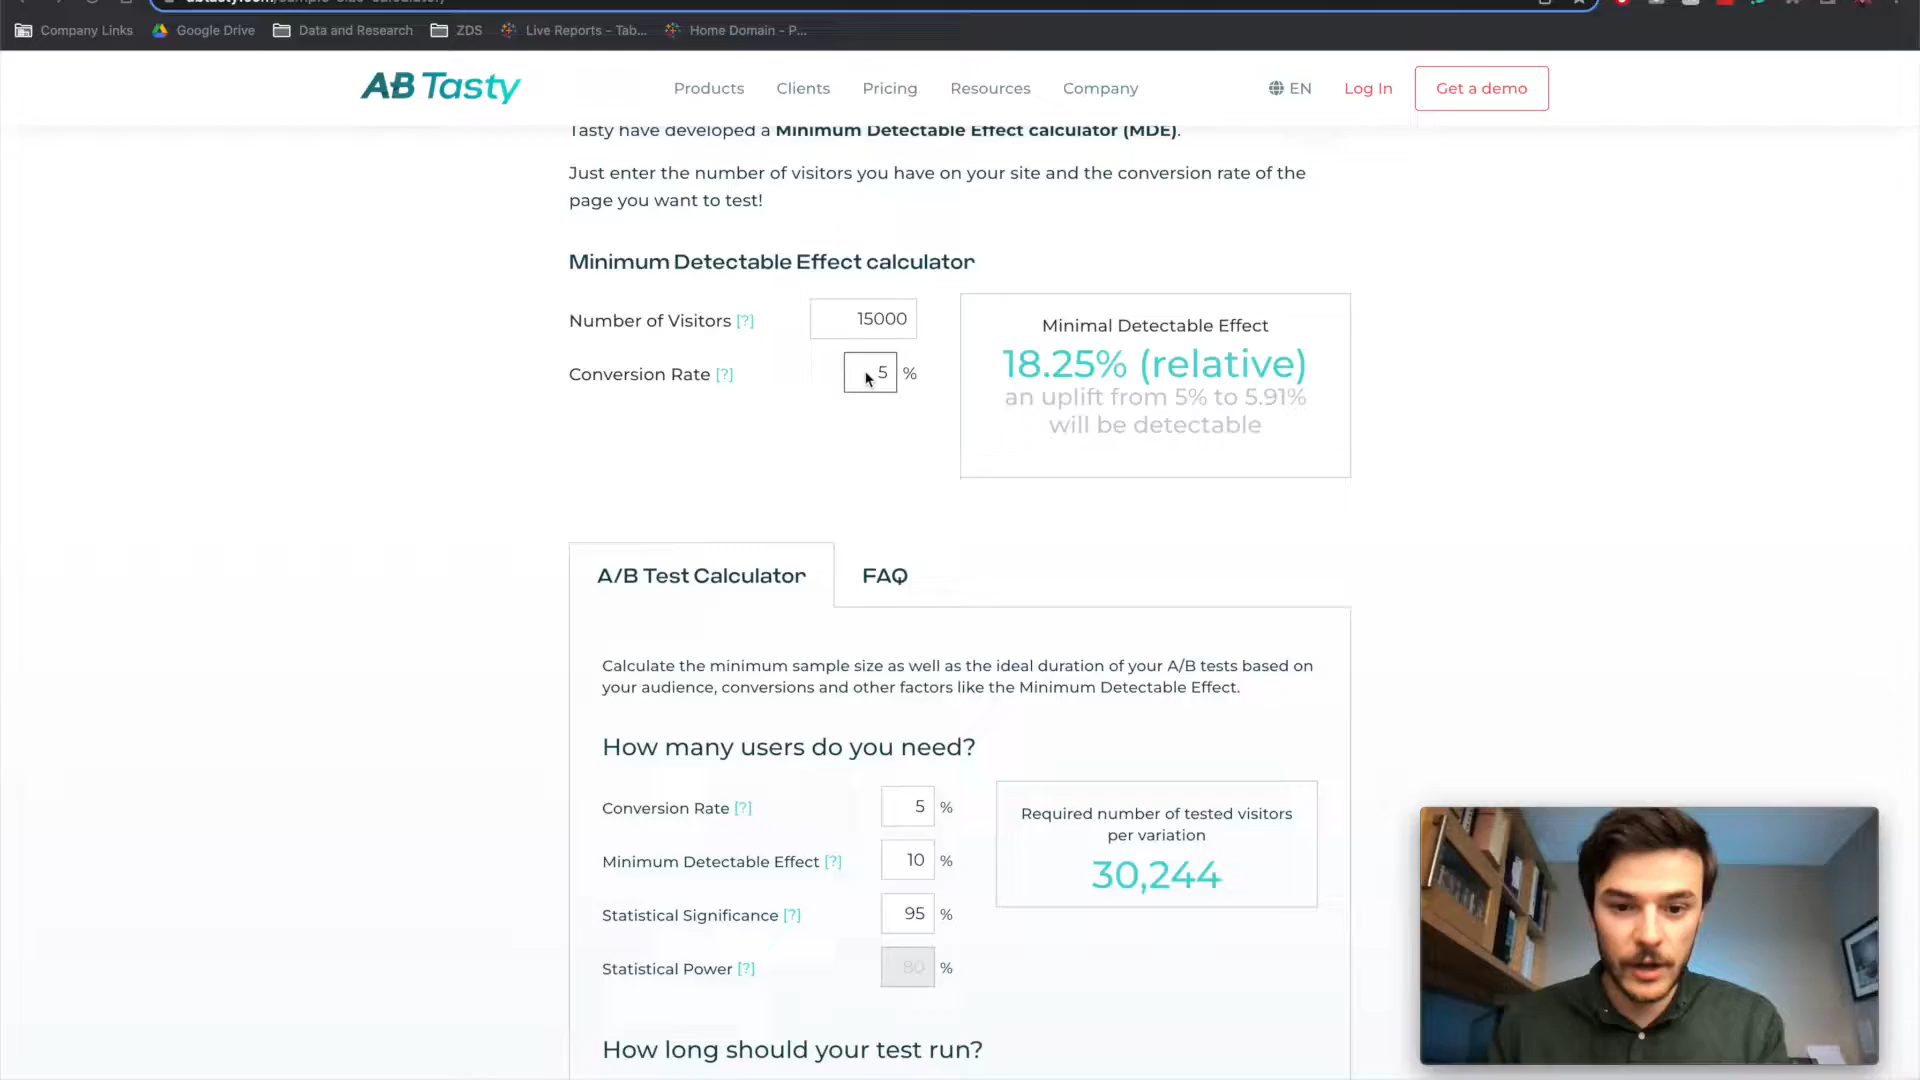 Company Links
Google Drive
Data and Research
ZDS
Live Reports - Tab...
Home Domain - P...
AB Tasty
Products
Clients
Pricing
Resources
Company
EN
Log In
Get a demo
Tasty have developed a Minimum Detectable Effect calculator (MDE).
Just enter the number of visitors you have on your site and the conversion rate of the
page you want to test!
Minimum Detectable Effect calculator
Number of Visitors [?]
15000
Conversion Rate [?]
5 %
Minimal Detectable Effect
18.25% (relative)
an uplift from 5% to 5.91%
will be detectable
A/B Test Calculator
FAQ
Calculate the minimum sample size as well as the ideal duration of your A/B tests based on
your audience, conversions and other factors like the Minimum Detectable Effect.
How many users do you need?
Conversion Rate [?]
5 %
Minimum Detectable Effect [?]
10 %
Statistical Significance [?]
95 %
Statistical Power [?]
80 %
Required number of tested visitors
per variation
30,244
How long should your test run?